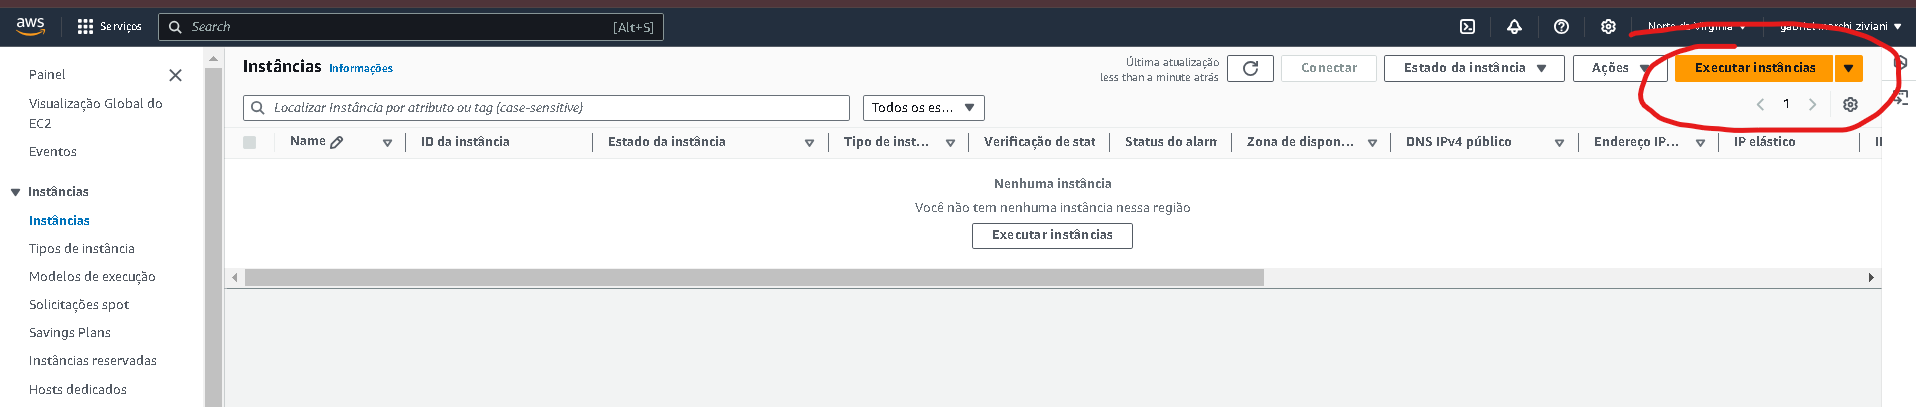 aws
Serviços
Search
[Alt+S]
Norte da Virgínia
gabriel marchi ziviani
Painel
Visualização Global do
EC2
Eventos
Instâncias
Instâncias
Tipos de instância
Modelos de execução
Solicitações spot
Savings Plans
Instâncias reservadas
Hosts dedicados
Instâncias Informações
Última atualização
less than a minute atrás
Conectar
Estado da instância
Ações
Executar instâncias
Localizar Instância por atributo ou tag (case-sensitive)
Todos os es...
1
Name
ID da instância
Estado da instância
Tipo de inst...
Verificação de stat
Status do alarm
Zona de dispon...
DNS IPv4 público
Endereço IP...
IP elástico
Nenhuma instância
Você não tem nenhuma instância nessa região
Executar instâncias